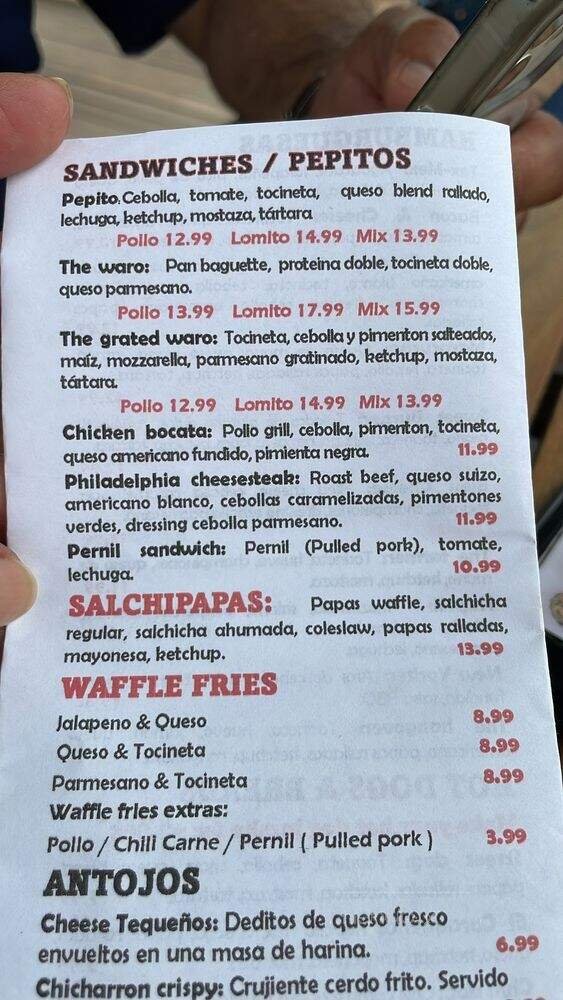 SANDWICHES / PEPITOS
Pepito: Cebolla, tomate, tocineta, queso blend rallado,
lechuga, ketchup, mostaza, tártara
Pollo 12.99 Lomito 14.99 Mix 13.99
The waro: Pan baguette, proteina doble, tocineta doble,
queso parmesano.
Pollo 13.99 Lomito 17.99 Mix 15.99
The grated waro: Tocineta, cebolla y pimenton salteados,
maíz, mozzarella, parmesano gratinado, ketchup, mostaza,
tártara.
Pollo 12.99 Lomito 14.99 Mix 13.99
Chicken bocata: Pollo grill, cebolla, pimenton, tocineta,
queso americano fundido, pimienta negra. 11.99
Philadelphia cheesesteak: Roast beef, queso suizo,
americano blanco, cebollas caramelizadas, pimentones
verdes, dressing cebolla parmesano. 11.99
Pernil sandwich: Pernil (Pulled pork), tomate,
lechuga. 10.99
SALCHIPAPAS: Papas waffle, salchicha
regular, salchicha ahumada, coleslaw, papas ralladas,
mayonesa, ketchup. 13.99
WAFFLE FRIES
Jalapeno & Queso 8.99
Queso & Tocineta 8.99
Parmesano & Tocineta 8.99
Waffle fries extras:
Pollo / Chili Carne / Pernil ( Pulled pork ) 3.99
ANTOJOS
Cheese Tequeños: Deditos de queso fresco
envueltos en una masa de harina. 6.99
Chicharron crispy: Crujiente cerdo frito. Servido